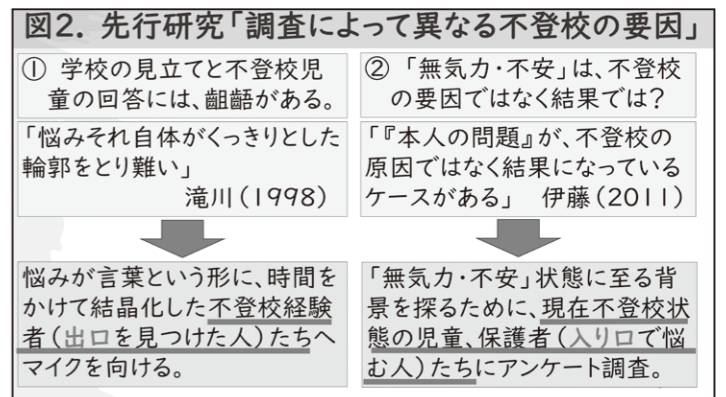 図2. 先行研究「調査によって異なる不登校の要因」
① 学校の見立てと不登校児
童の回答には、齟齬がある。
「悩みそれ自体がくっきりとした
輪郭をとり難い」
滝川(1998)
悩みが言葉という形に、時間を
かけて結晶化した不登校経験
者(出口を見つけた人)たちへ
マイクを向ける。
② 「無気力・不安」は、不登校
の要因ではなく結果では?
「『本人の問題』が、不登校の
原因ではなく結果になっている
ケースがある」 伊藤(2011)
「無気力・不安」状態に至る背
景を探るために、現在不登校状
態の児童、保護者(入り口で悩
む人)たちにアンケート調査。